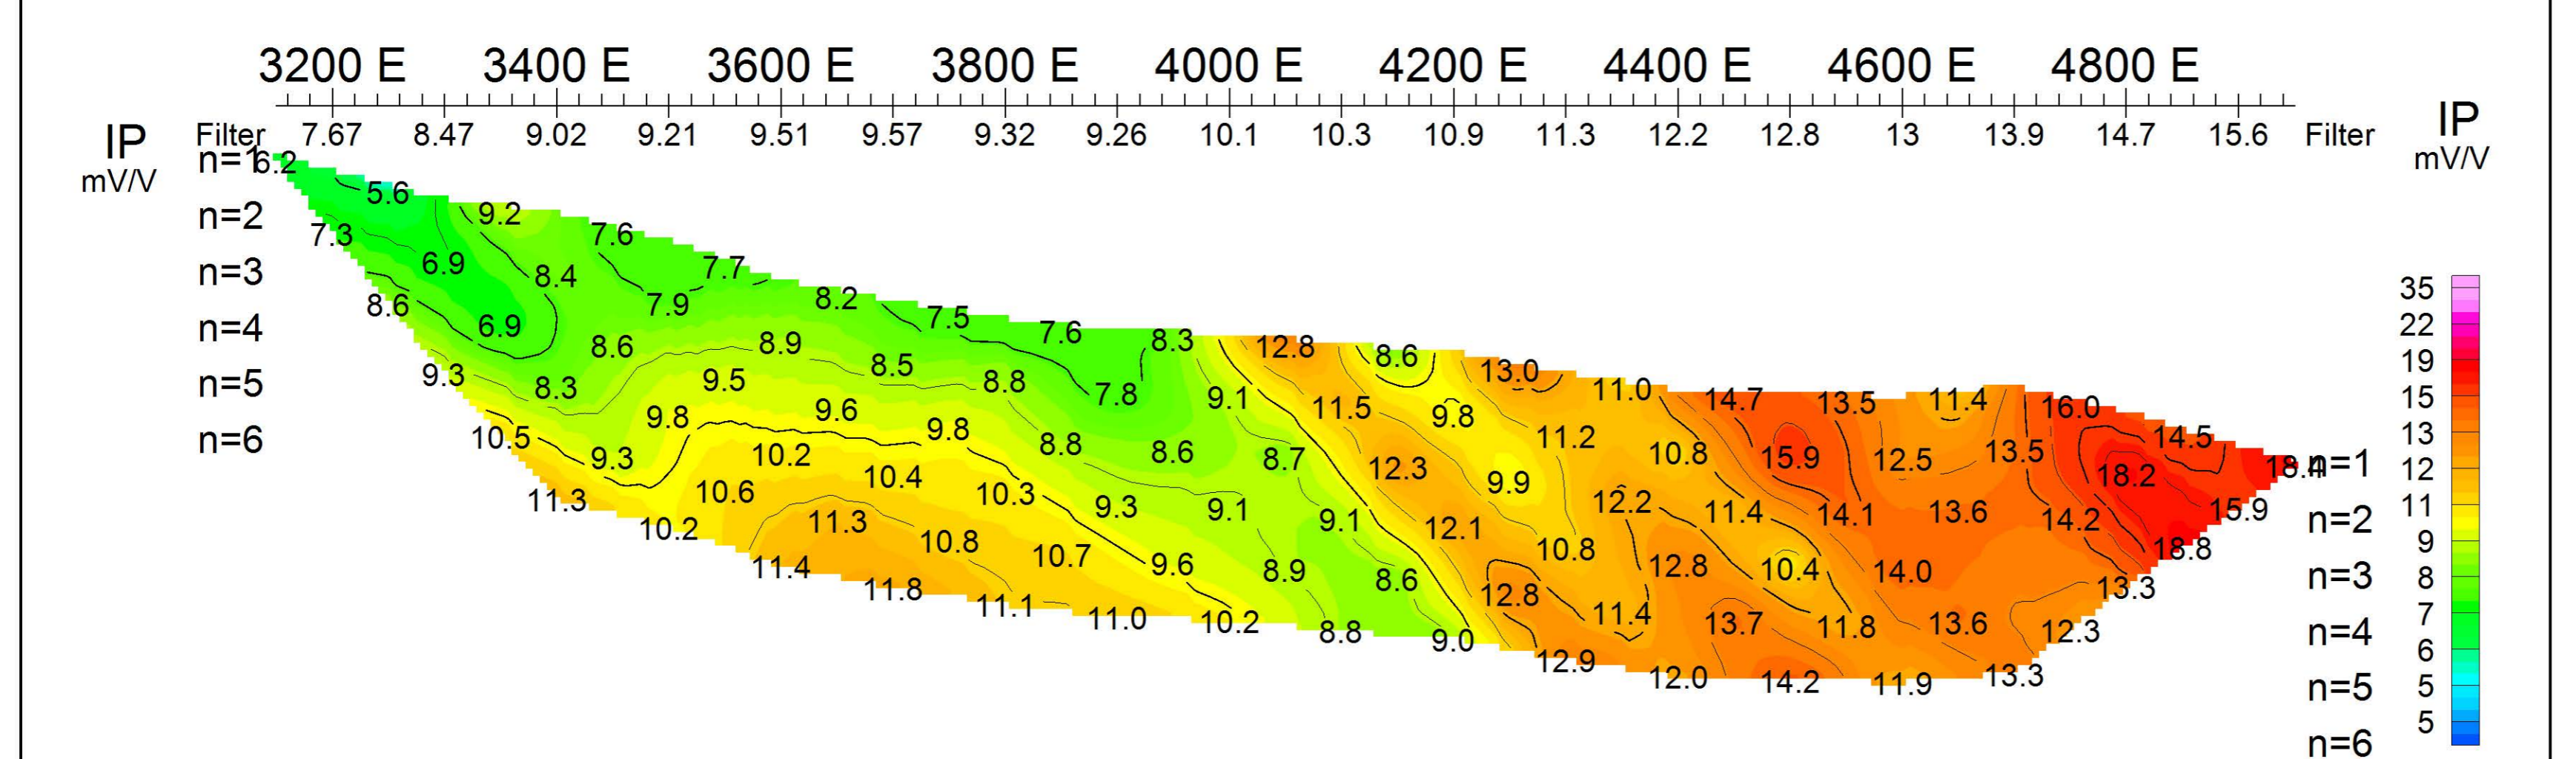 3200 E 3400 E 3600 E 3800 E 4000 E 4200 E 4400 E 4600 E 4800 E
IP Filter 7.67 8.47 9.02 9.21 9.51 9.57 9.32 9.26 10.1 10.3 10.9 11.3 12.2 12.8 13 13.9 14.7 15.6 Filter IP
mV/V mV/V
n=1 6.2
5.6
n=2 9.2
7.3 7.6
6.9 7.7
n=3 8.4
8.6 7.9 8.2 35
n=4 6.9 7.5 7.6 22
8.6 8.9 8.3 12.8 8.6
8.5 13.0 19
9.3 9.5 8.8
n=5 8.3 7.8 9.1 11.0 14.7 13.5 11.4 15
9.8 9.6 11.5 9.8 16.0
n=6 10.5 9.8 8.8 11.2 14.5 13
9.3 10.2 8.6 8.7 10.8 15.9 12.5 13.5
10.4 12.3 18.2 18.4 n=1 12
11.3 10.6 10.3 9.9
9.3 9.1 12.2 11.4 14.1 13.6 15.9 11
10.2 11.3 9.1 12.1 14.2 n=2
10.8 10.7 10.8 18.8 9
11.4 9.6 8.9 12.8 10.4 14.0 n=3 8
11.8 8.6 12.8 13.3
11.1 11.0 10.2 11.4 13.7 11.8 13.6 7
8.8 9.0 12.3 n=4
12.9 6
12.0 14.2 11.9 13.3 n=5 5
5
n=6